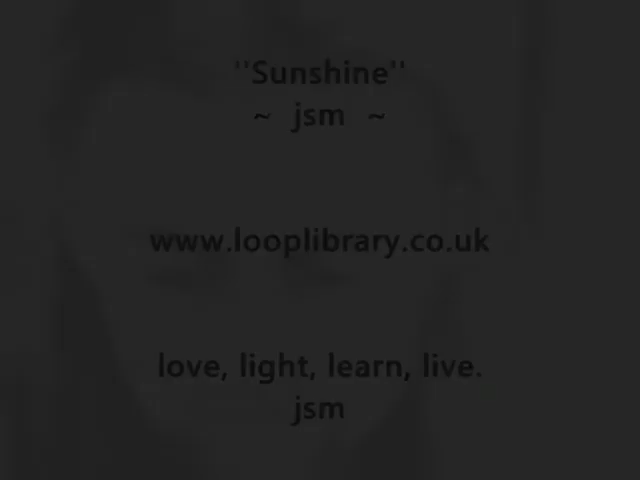 "Sunshine"
~ jsm ~
www.looplibrary.co.uk
love, light, learn, live.
jsm